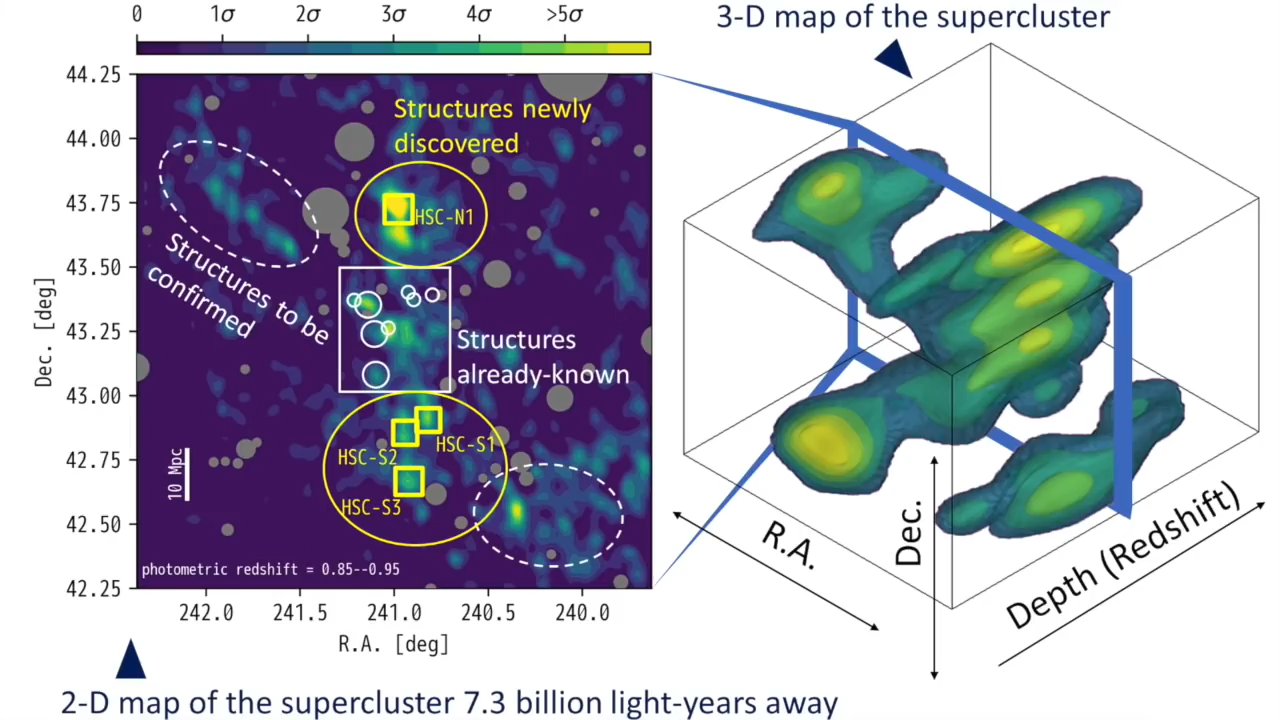 0 1σ 2σ 3σ 4σ >5σ
3-D map of the supercluster
44.25
44.00
43.75
43.50
43.25
43.00
42.75
42.50
42.25
Dec. [deg]
Structures newly
discovered
HSC-N1
Structures to be
confirmed
Structures
already-known
HSC-S1
HSC-S2
HSC-S3
10 Mpc
photometric redshift = 0.85--0.95
242.0 241.5 241.0 240.5 240.0
R.A. [deg]
R.A.
Dec.
Depth (Redshift)
2-D map of the supercluster 7.3 billion light-years away